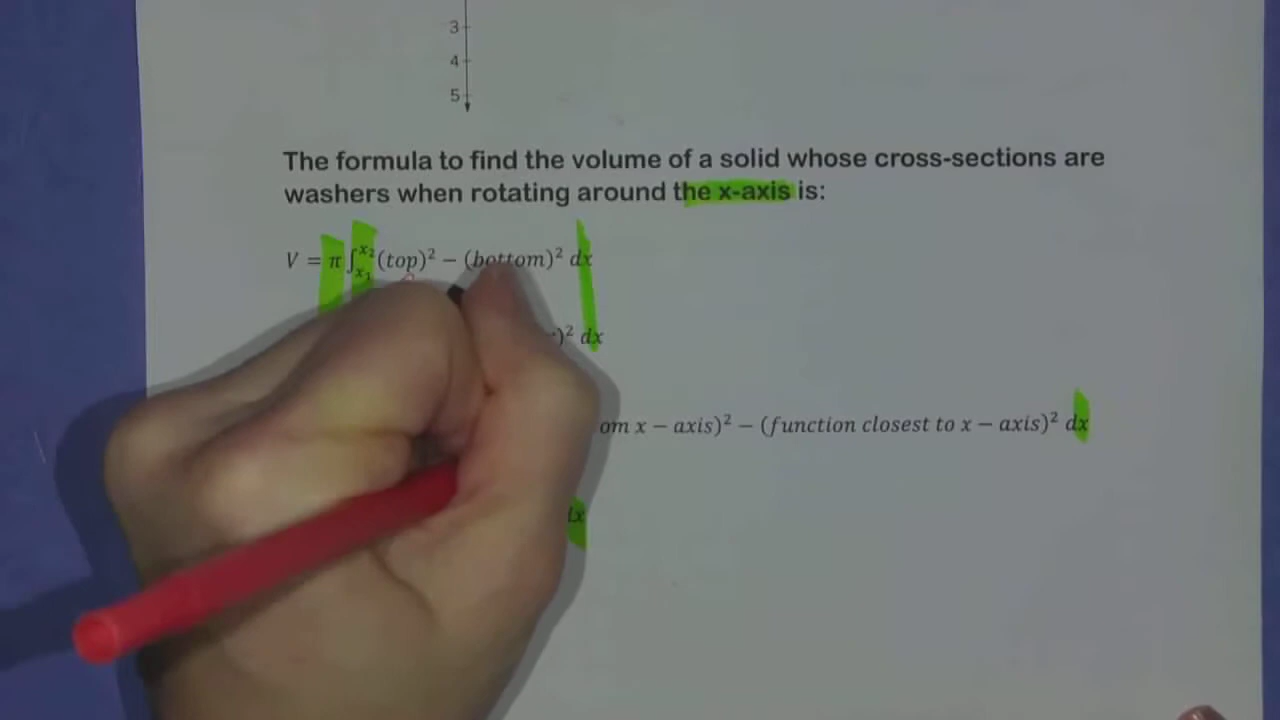 3
4
5
The formula to find the volume of a solid whose cross-sections are
washers when rotating around the x-axis is:
V = π∫ₓ₁ˣ² (top)² − (bottom)² dx
)² dx
om x − axis)² − (function closest to x − axis)² dx
dx